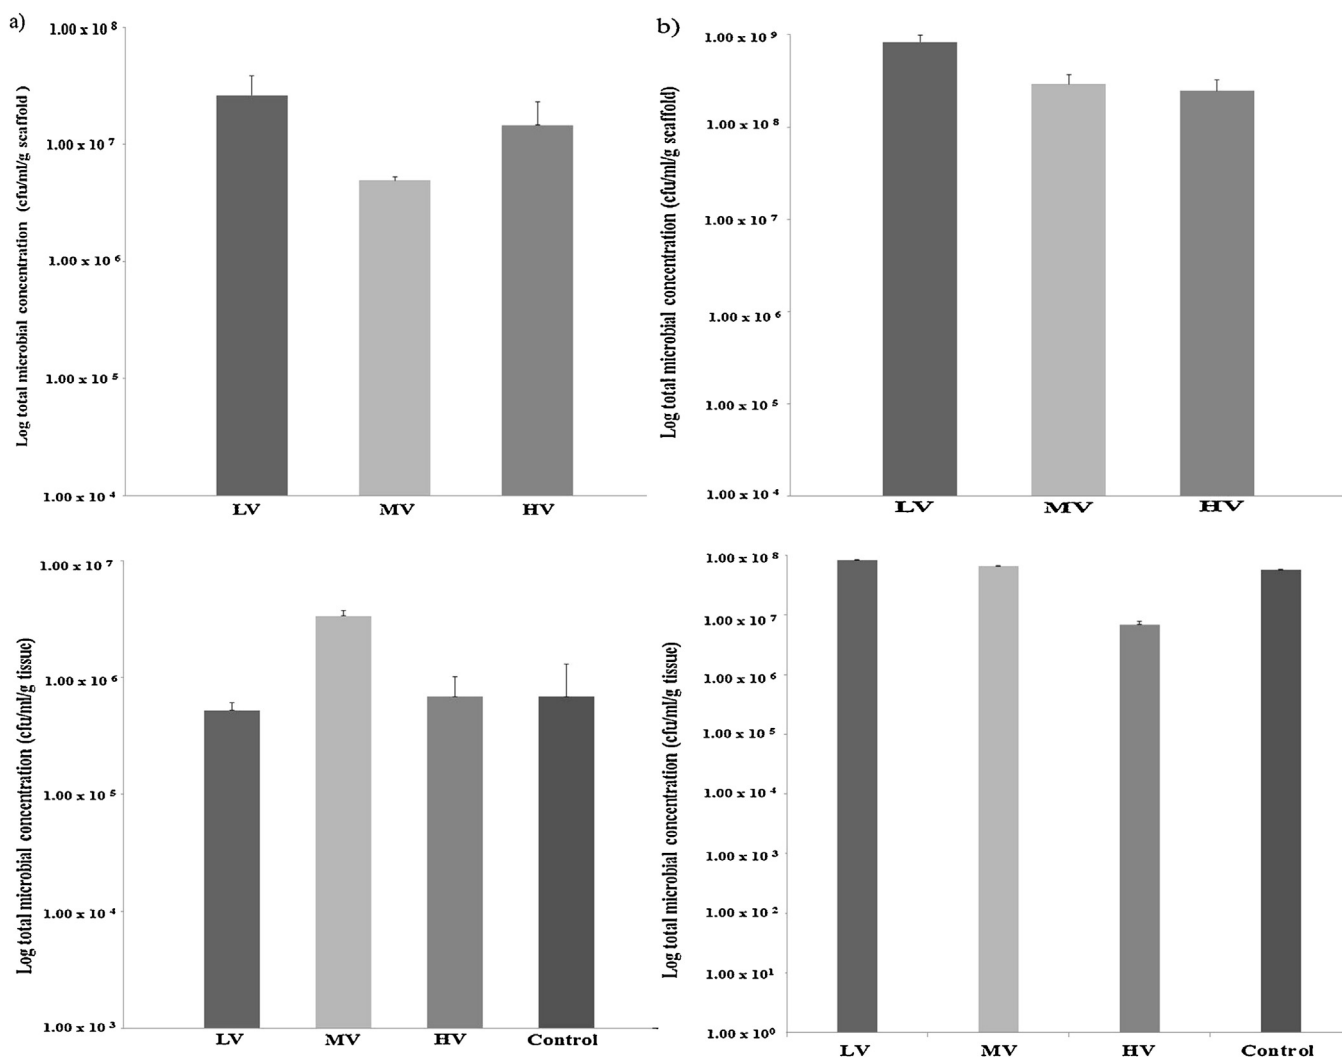 a)
Log total microbial concentration (cfu/ml/g scaffold )
1.00 x 10 8
1.00 x 10 7
1.00 x 10 6
1.00 x 10 5
1.00 x 10 4
LV MV HV
b)
Log total microbial concentration (cfu/ml/g scaffold)
1.00 x 10 9
1.00 x 10 8
1.00 x 10 7
1.00 x 10 6
1.00 x 10 5
1.00 x 10 4
LV MV HV
Log total microbial concentration (cfu/ml/g tissue)
1.00 x 10 7
1.00 x 10 6
1.00 x 10 5
1.00 x 10 4
1.00 x 10 3
LV MV HV Control
Log total microbial concentration (cfu/ml/g tissue)
1.00 x 10 8
1.00 x 10 7
1.00 x 10 6
1.00 x 10 5
1.00 x 10 4
1.00 x 10 3
1.00 x 10 2
1.00 x 10 1
1.00 x 10 0
LV MV HV Control